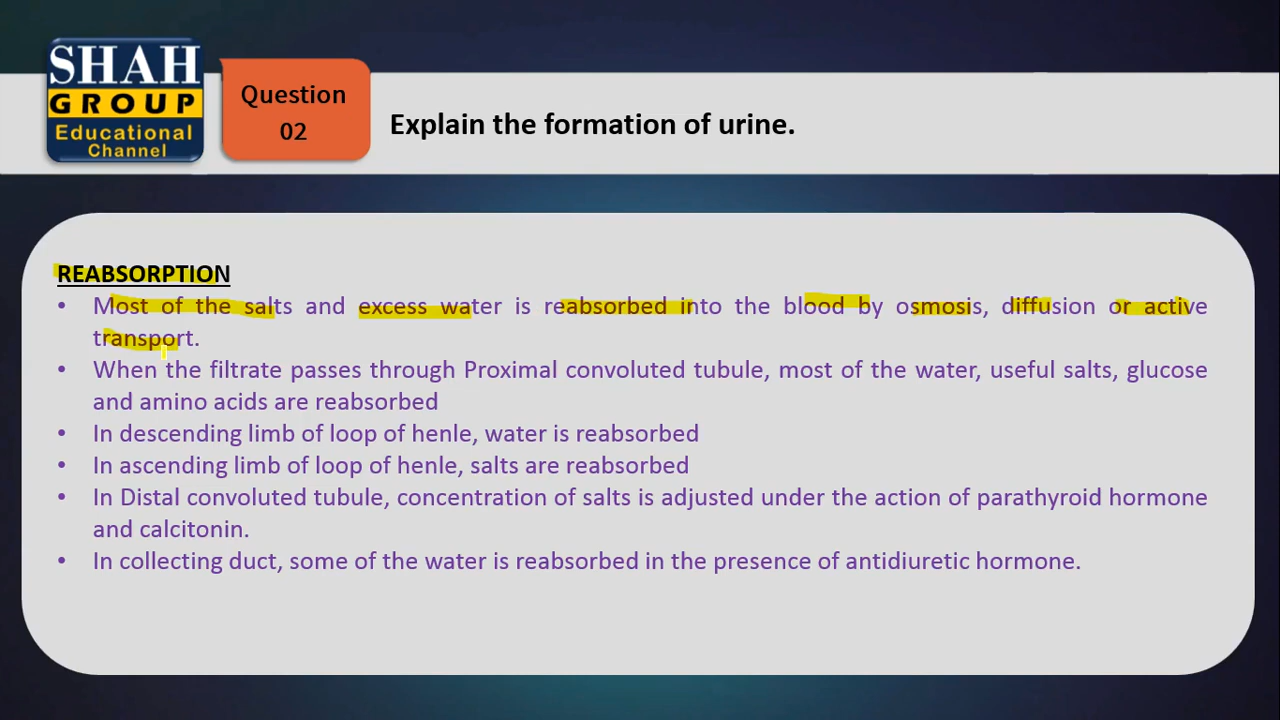 SHAH
GROUP
Educational
Channel
Question
02
Explain the formation of urine.
REABSORPTION
• Most of the salts and excess water is reabsorbed into the blood by osmosis, diffusion or active
transport.
• When the filtrate passes through Proximal convoluted tubule, most of the water, useful salts, glucose
and amino acids are reabsorbed
• In descending limb of loop of henle, water is reabsorbed
• In ascending limb of loop of henle, salts are reabsorbed
• In Distal convoluted tubule, concentration of salts is adjusted under the action of parathyroid hormone
and calcitonin.
• In collecting duct, some of the water is reabsorbed in the presence of antidiuretic hormone.